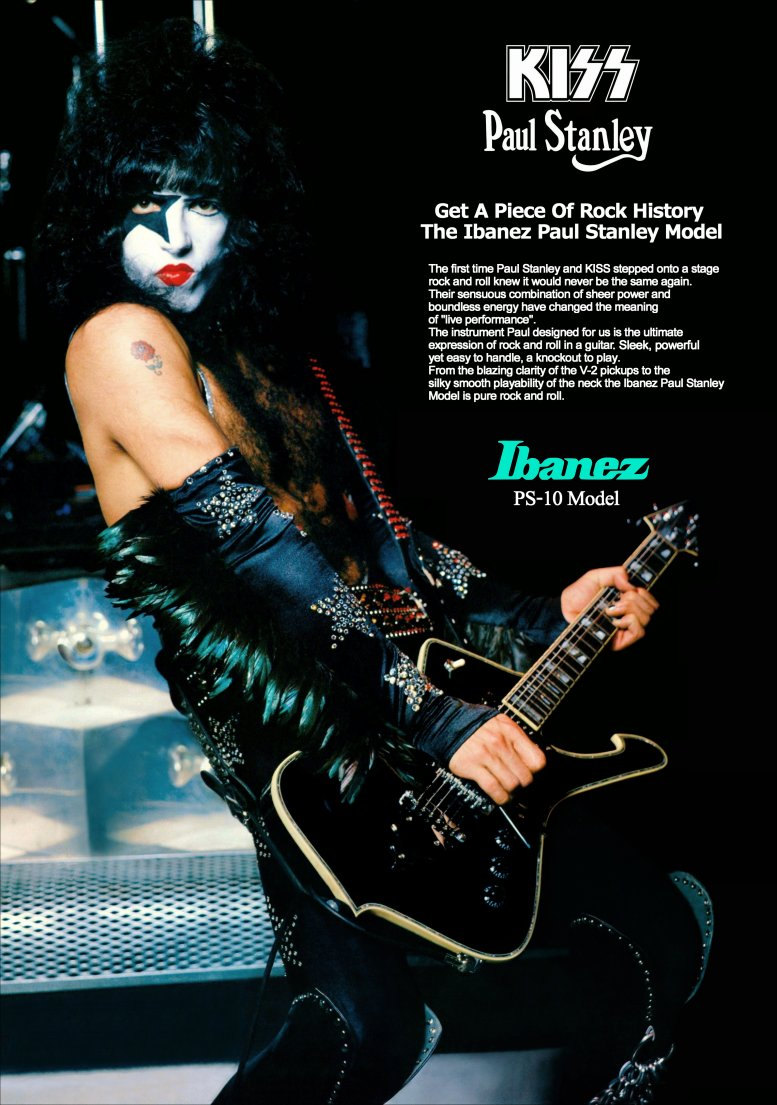 KISS
Paul Stanley
Get A Piece Of Rock History
The Ibanez Paul Stanley Model
The first time Paul Stanley and KISS stepped onto a stage
rock and roll knew it would never be the same again.
Their sensuous combination of sheer power and
boundless energy have changed the meaning
of "live performance".
The instrument Paul designed for us is the ultimate
expression of rock and roll in a guitar. Sleek, powerful
yet easy to handle, a knockout to play.
From the blazing clarity of the V-2 pickups to the
silky smooth playability of the neck the Ibanez Paul Stanley
Model is pure rock and roll.
Ibanez
PS-10 Model